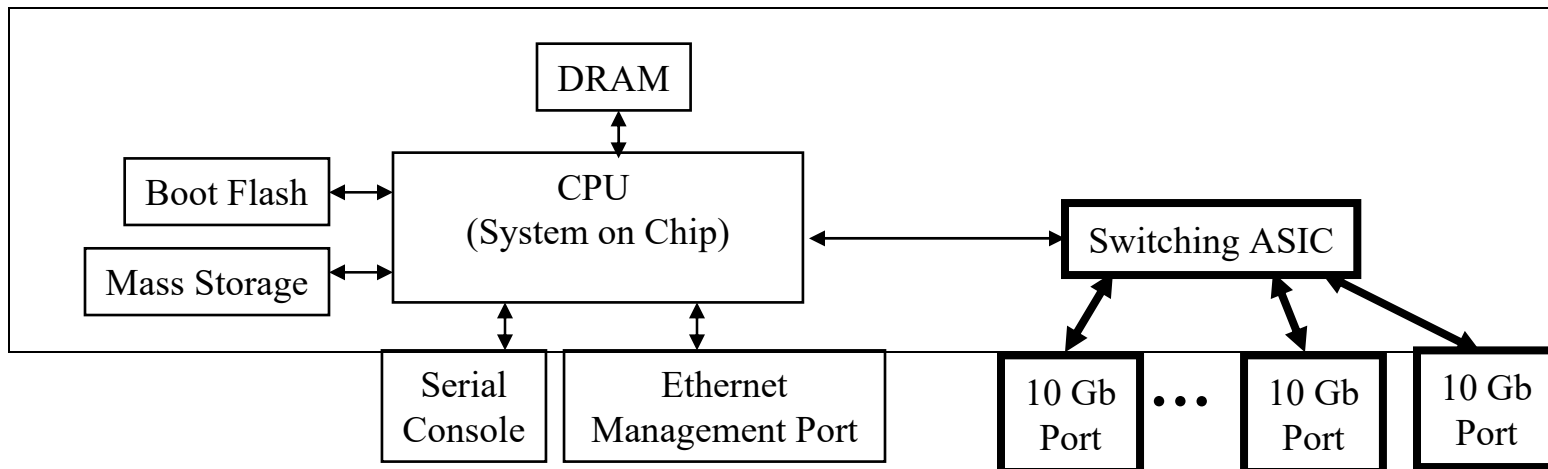 DRAM
CPU
(System on Chip)
Boot Flash
Mass Storage
Switching ASIC
Serial
Console
Ethernet
Management Port
10 Gb
Port
...
10 Gb
Port
10 Gb
Port